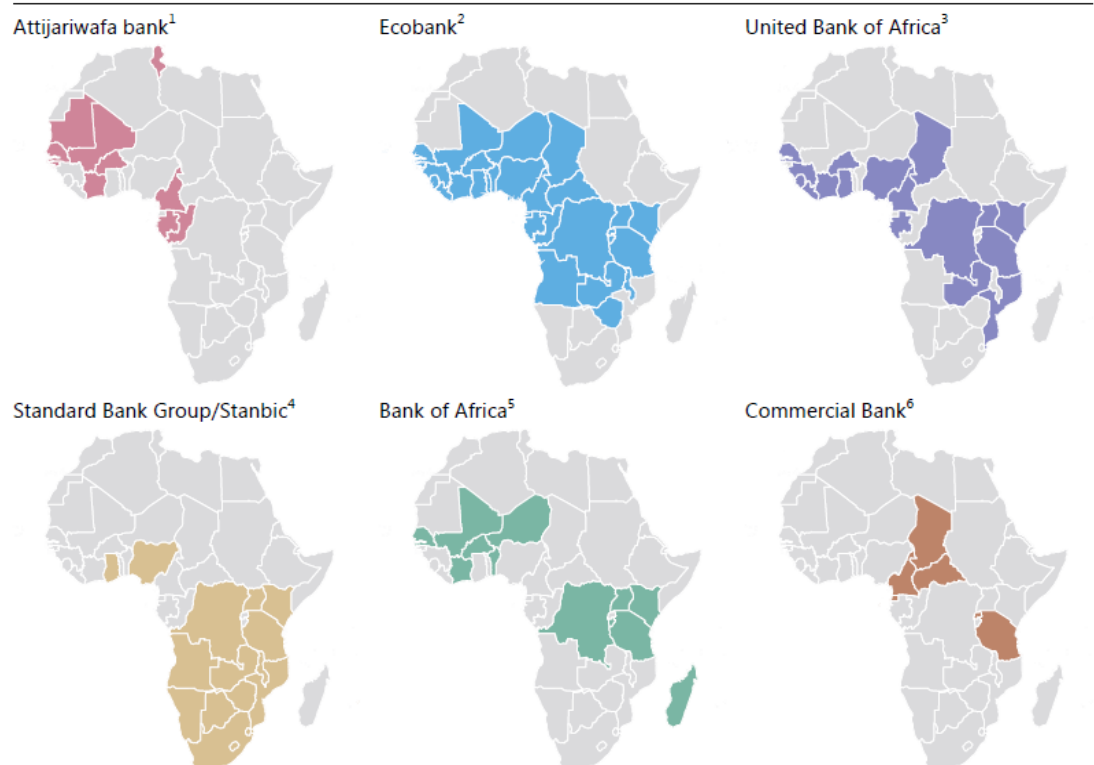 Attijariwafa bank¹
Ecobank²
United Bank of Africa³
Standard Bank Group/Stanbic⁴
Bank of Africa⁵
Commercial Bank⁶